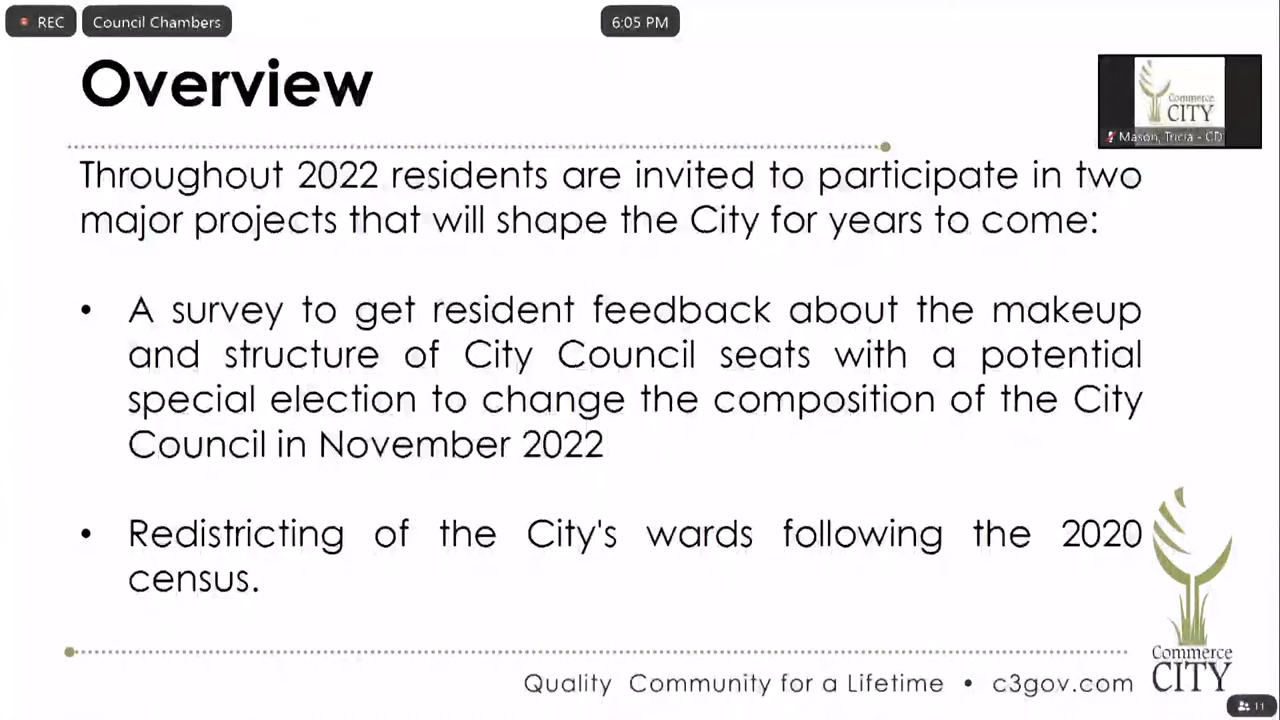 REC
Council Chambers
6:05 PM
Overview
Commerce
CITY
Mason, Tricia - CD
Throughout 2022 residents are invited to participate in two
major projects that will shape the City for years to come:
• A survey to get resident feedback about the makeup
and structure of City Council seats with a potential
special election to change the composition of the City
Council in November 2022
• Redistricting of the City's wards following the 2020
census.
Commerce
CITY
Quality Community for a Lifetime • c3gov.com
11